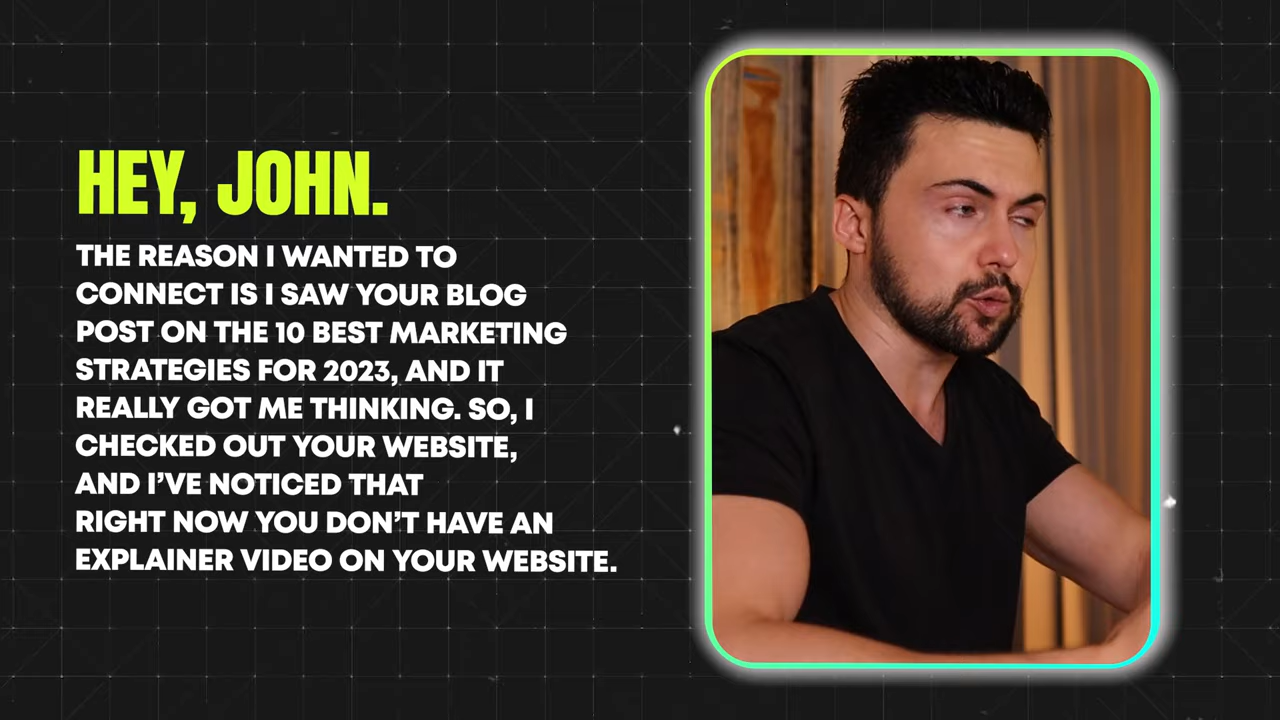 HEY, JOHN.
THE REASON I WANTED TO
CONNECT IS I SAW YOUR BLOG
POST ON THE 10 BEST MARKETING
STRATEGIES FOR 2023, AND IT
REALLY GOT ME THINKING. SO, I
CHECKED OUT YOUR WEBSITE,
AND I’VE NOTICED THAT
RIGHT NOW YOU DON’T HAVE AN
EXPLAINER VIDEO ON YOUR WEBSITE.